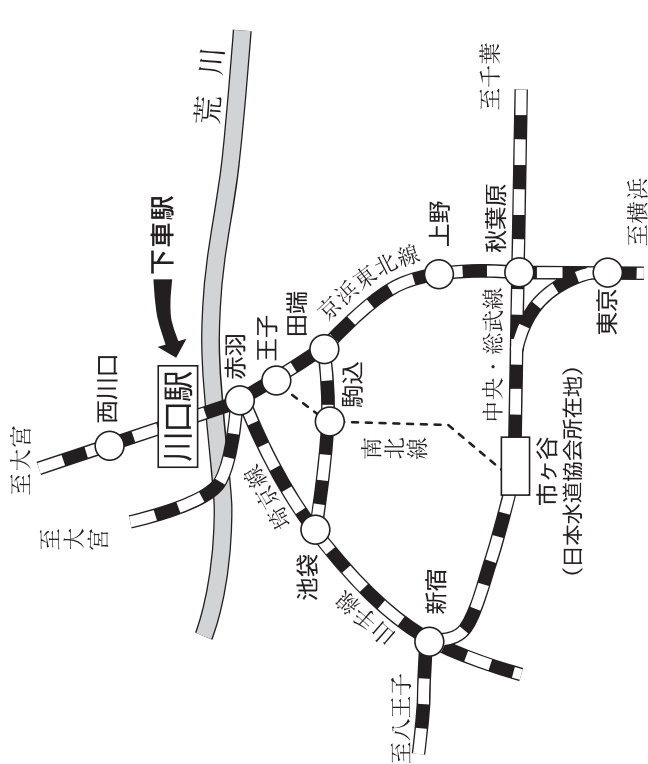 至大宮
西川口
至大宮
下車駅
川口駅
荒川
赤羽
王子
田端
京浜東北線
上野
至千葉
秋葉原
至横浜
東京
中央・総武線
駒込
南北線
埼京線
池袋
山手線
新宿
市ヶ谷
(日本水道協会所在地)
至八王子